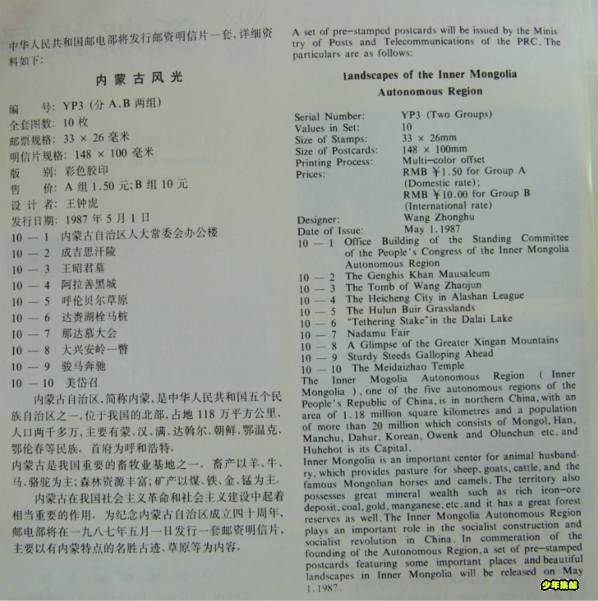 中华人民共和国邮电部将发行邮资明信片一套,详细资
料如下:
内蒙古风光
编 号: YP3 (分A、B两组)
全套图数: 10 枚
邮票规格: 33 × 26 毫米
明信片规格: 148 × 100 毫米
版 别: 彩色胶印
售 价: A 组 1.50 元; B 组 10 元
设 计 者: 王钟虎
发行日期: 1987 年 5 月 1 日
10 — 1 内蒙古自治区人大常委会办公楼
10 — 2 成吉思汗陵
10 — 3 王昭君墓
10 — 4 阿拉善黑城
10 — 5 呼伦贝尔草原
10 — 6 达赉湖栓马桩
10 — 7 那达慕大会
10 — 8 大兴安岭一瞥
10 — 9 骏马奔驰
10 — 10 美岱召
内蒙古自治区,简称内蒙,是中华人民共和国五个民
族自治区之一,位于我国的北部,占地 118 万平方公里,
人口两千多万,主要有蒙、汉、满、达斡尔、朝鲜、鄂温克、
鄂伦春等民族。首府为呼和浩特。
内蒙古是我国重要的畜牧业基地之一。畜产以羊、牛、
马、骆驼为主;森林资源丰富;矿产以煤、铁、金、锰为主。
内蒙古在我国社会主义革命和社会主义建设中起着
相当重要的作用。为纪念内蒙古自治区成立四十周年,
邮电部将在一九八七年五月一日发行一套邮资明信片,
主要以有内蒙特点的名胜古迹、草原等为内容。
A set of pre-stamped postcards will be issued by the Minis
try of Posts and Telecommunications of the PRC. The
particulars are as follows:
Landscapes of the Inner Mongolia
Autonomous Region
Serial Number: YP3 (Two Groups)
Values in Set: 10
Size of Stamps: 33 × 26mm
Size of Postcards: 148 × 100mm
Printing Process: Multi-color offset
Prices: RMB ¥1.50 for Group A
(Domestic rate);
RMB ¥10.00 for Group B
(International rate)
Designer: Wang Zhonghu
Date of Issue: May 1.1987
10 — 1 Office Building of the Standing Committee
of the People's Congress of the Inner Mongolia
Autonomous Region
10 — 2 The Genghis Khan Mausaleum
10 — 3 The Tomb of Wang Zhaojun
10 — 4 The Heicheng City in Alashan League
10 — 5 The Hulun Buir Grasslands
10 — 6 "Tethering Stake"in the Dalai Lake
10 — 7 Nadamu Fair
10 — 8 A Glimpse of the Greater Xingan Mountains
10 — 9 Sturdy Steeds Galloping Ahead
10 — 10 The Meidaizhao Temple
The Inner Mogolia Autonomous Region ( Inner
Mongolia ), one of the five autonomous regions of the
People's Republic of China, is in northern China, with an
area of 1.18 million square kilometres and a population
of more than 20 million which consists of Mongol, Han,
Manchu, Dahur, Korean, Owenk and Olunchun etc, and
Huhehot is its Capital.
Inner Mongolia is an important center for animal husband-
ry, which provides pasture for sheep, goats, cattle, and the
famous Mongolian horses and camels. The territory also
possesses great mineral wealth such as rich iron-ore
deposit, coal, gold, manganese, etc. and it has a great forest
reserves as well. The Inner Mongolia Autonomous Region
plays an important role in the socialist construction and
socialist revolution in China. In commeration of the
founding of the Autonomous Region, a set of pre-stamped
postcards featuring some important places and beautiful
landscapes in Inner Mongolia will be released on May
1.1987.
少年集邮